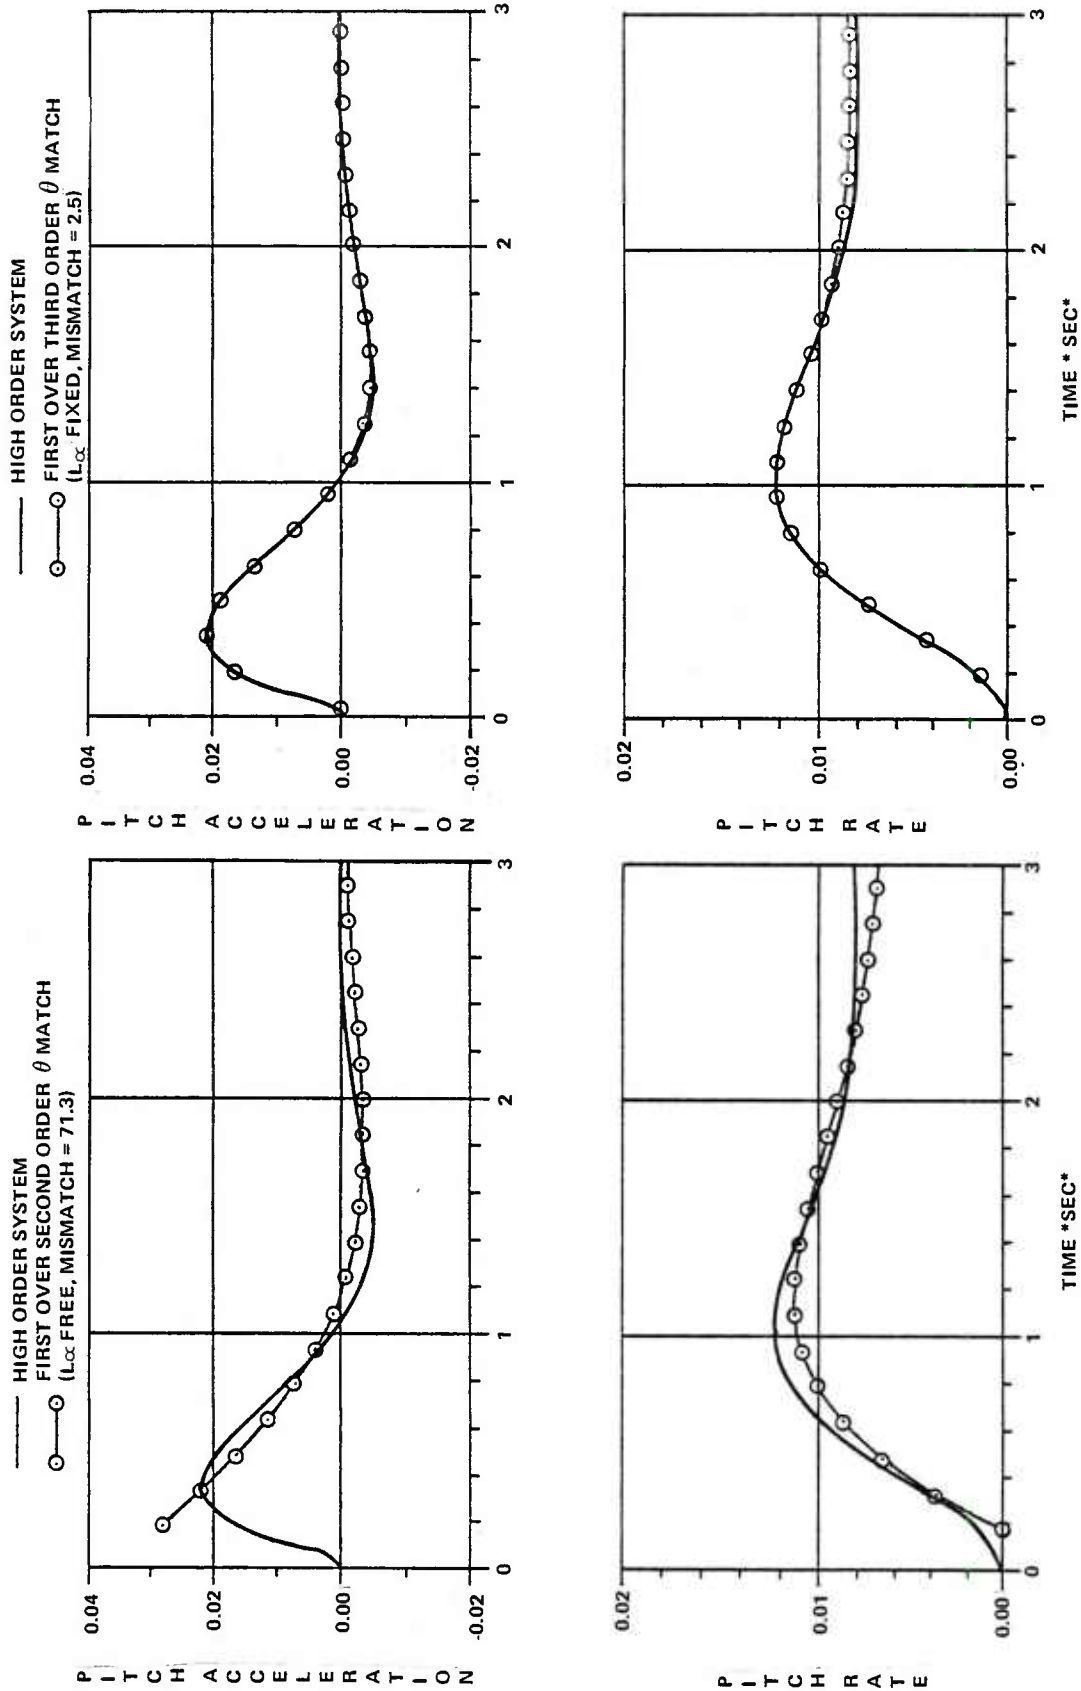 HIGH ORDER SYSTEM
FIRST OVER SECOND ORDER θ MATCH
(Lα FREE, MISMATCH = 71.3)
PITCH ACCELERATION
0.04
0.02
0.00
-0.02
0
1
2
3
PITCH RATE
0.02
0.01
0.00
0
1
2
3
TIME *SEC*
HIGH ORDER SYSTEM
FIRST OVER THIRD ORDER θ MATCH
(Lα FIXED, MISMATCH = 2.5)
PITCH ACCELERATION
0.04
0.02
0.00
-0.02
0
1
2
3
PITCH RATE
0.02
0.01
0.00
0
1
2
3
TIME * SEC*